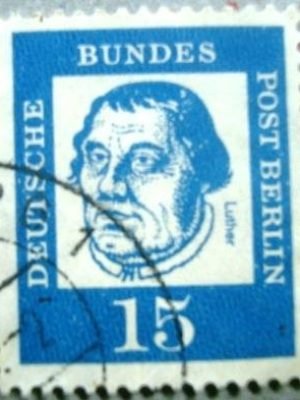 BUNDES
DEUTSCHE
POST BERLIN
Luther
15